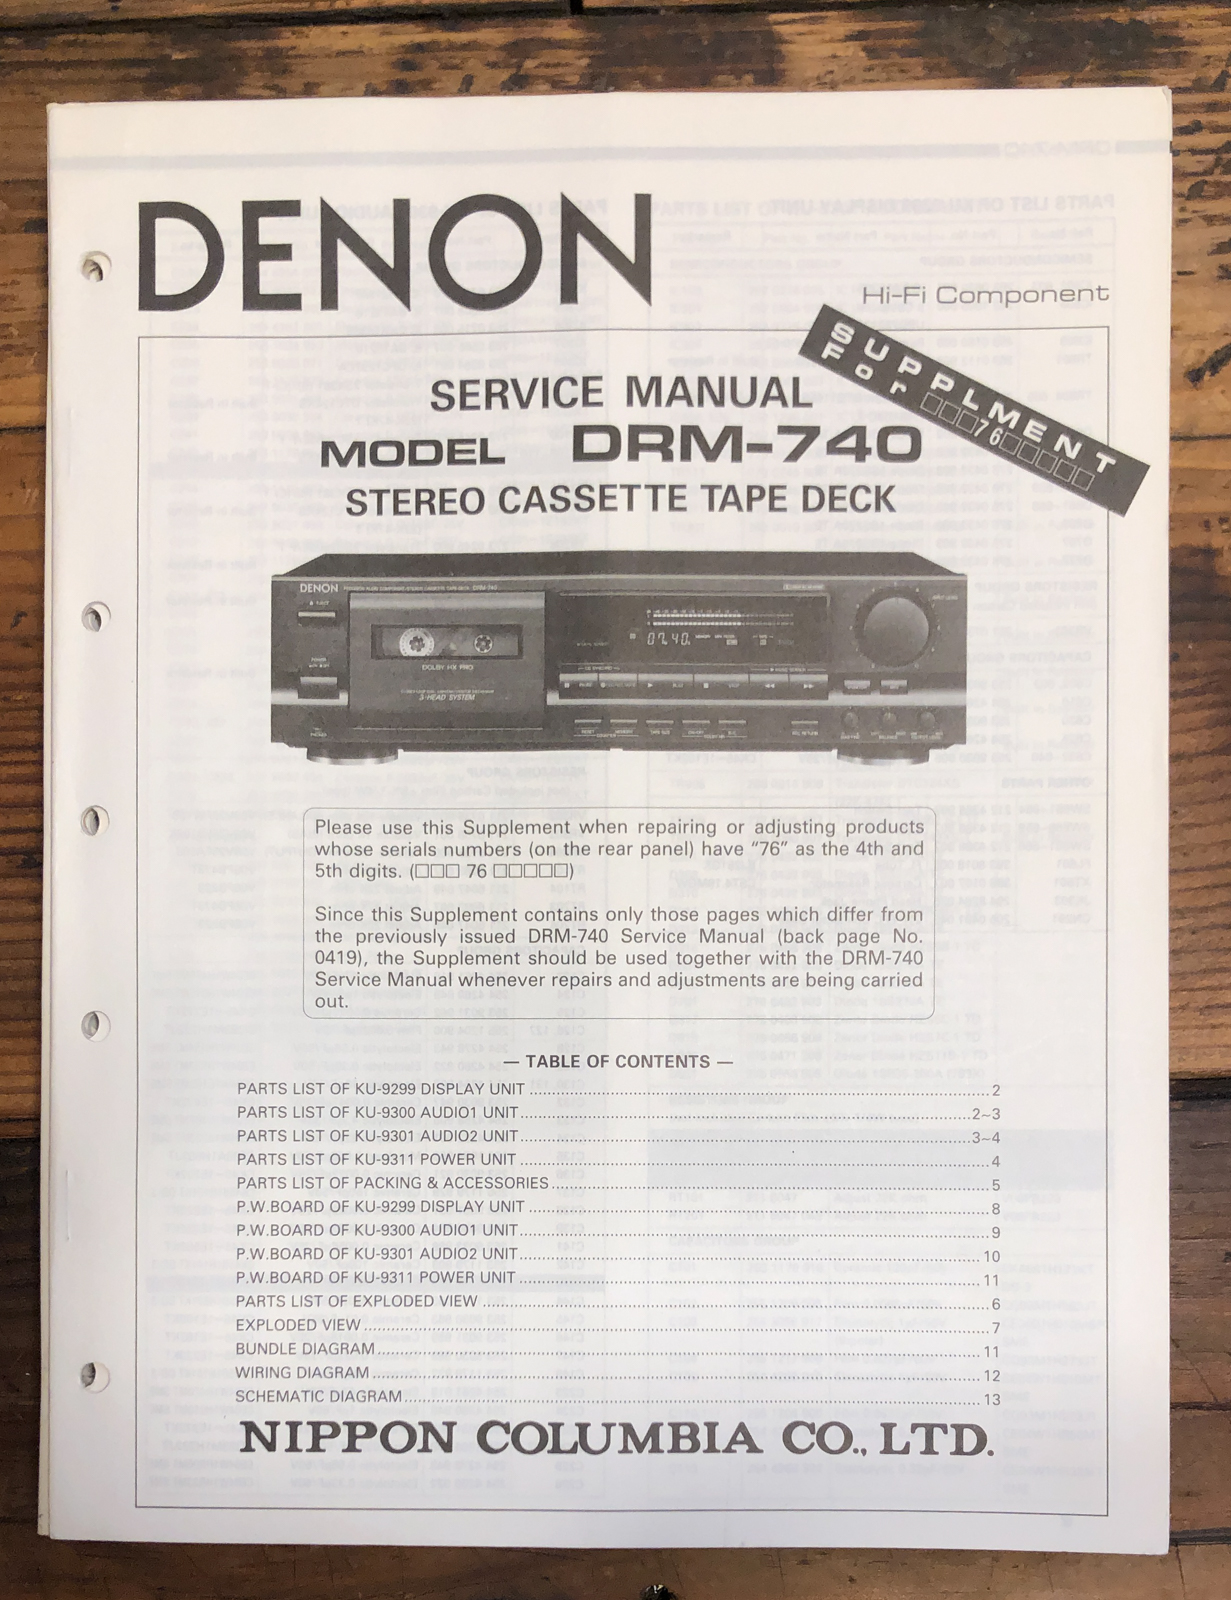 DENON
Hi-Fi Component
SUPPLMENT
For □□□76□□□□□
SERVICE MANUAL
MODEL DRM-740
STEREO CASSETTE TAPE DECK
DENON
DRM-740
DOLBY HX PRO
3-HEAD SYSTEM
Please use this Supplement when repairing or adjusting products
whose serials numbers (on the rear panel) have "76" as the 4th and
5th digits. (□□□ 76 □□□□□)
Since this Supplement contains only those pages which differ from
the previously issued DRM-740 Service Manual (back page No.
0419), the Supplement should be used together with the DRM-740
Service Manual whenever repairs and adjustments are being carried
out.
— TABLE OF CONTENTS —
PARTS LIST OF KU-9299 DISPLAY UNIT ........ 2
PARTS LIST OF KU-9300 AUDIO1 UNIT ........ 2~3
PARTS LIST OF KU-9301 AUDIO2 UNIT ........ 3~4
PARTS LIST OF KU-9311 POWER UNIT ........ 4
PARTS LIST OF PACKING & ACCESSORIES ........ 5
P.W.BOARD OF KU-9299 DISPLAY UNIT ........ 8
P.W.BOARD OF KU-9300 AUDIO1 UNIT ........ 9
P.W.BOARD OF KU-9301 AUDIO2 UNIT ........ 10
P.W.BOARD OF KU-9311 POWER UNIT ........ 11
PARTS LIST OF EXPLODED VIEW ........ 6
EXPLODED VIEW ........ 7
BUNDLE DIAGRAM ........ 11
WIRING DIAGRAM ........ 12
SCHEMATIC DIAGRAM ........ 13
NIPPON COLUMBIA CO., LTD.